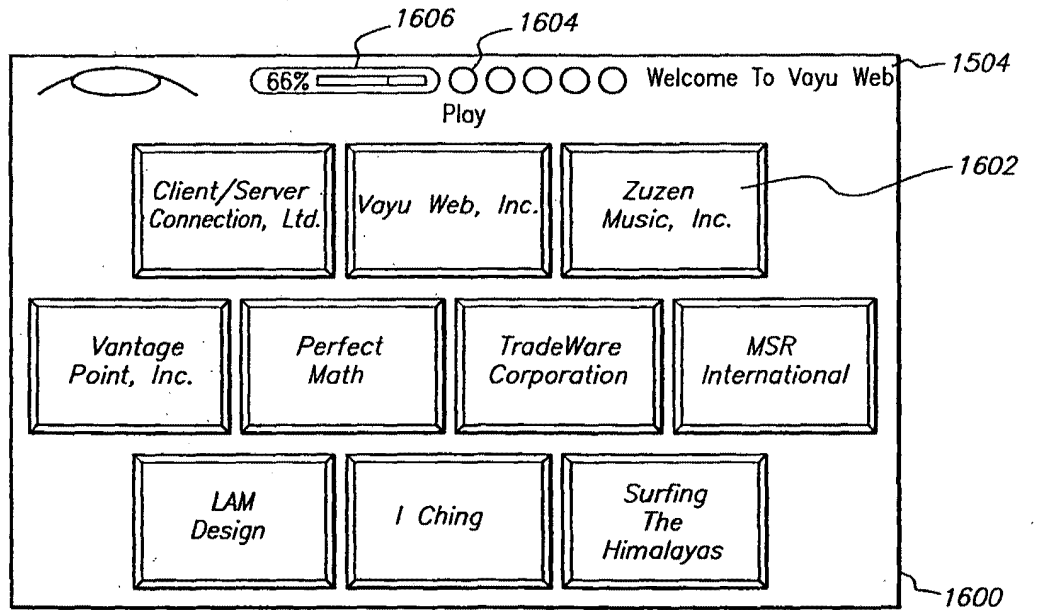 1606
1604
66%
Welcome To Vayu Web
1504
Play
Client/Server
Connection, Ltd.
Vayu Web, Inc.
Zuzen
Music, Inc.
1602
Vantage
Point, Inc.
Perfect
Math
TradeWare
Corporation
MSR
International
LAM
Design
I Ching
Surfing
The
Himalayas
1600